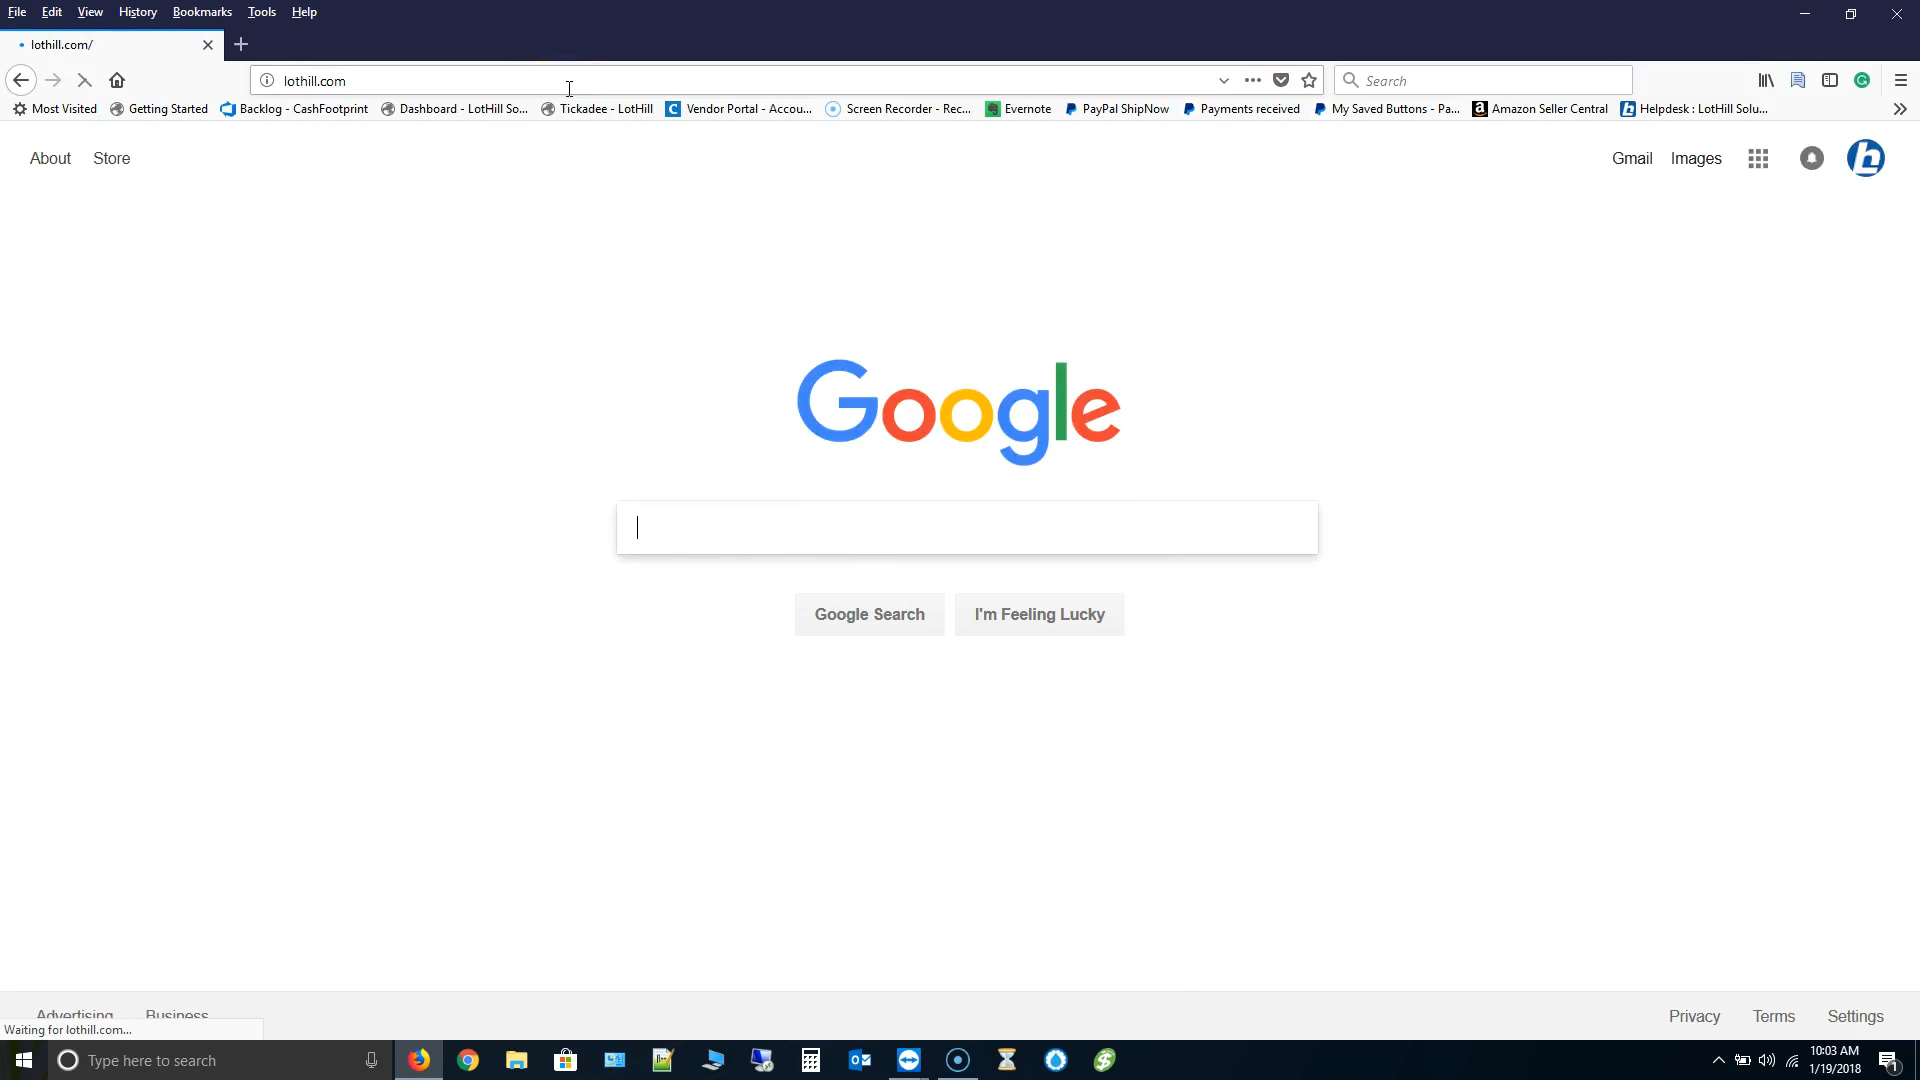 File Edit View History Bookmarks Tools Help
lothill.com/
lothill.com
Search
Most Visited Getting Started Backlog - CashFootprint Dashboard - LotHill So... Tickadee - LotHill Vendor Portal - Accou... Screen Recorder - Rec... Evernote PayPal ShipNow Payments received My Saved Buttons - Pa... Amazon Seller Central Helpdesk : LotHill Solu...
About Store Gmail Images
Google
Google Search I'm Feeling Lucky
Advertising Business Privacy Terms Settings
Waiting for lothill.com...
Type here to search
10:03 AM
1/19/2018
1